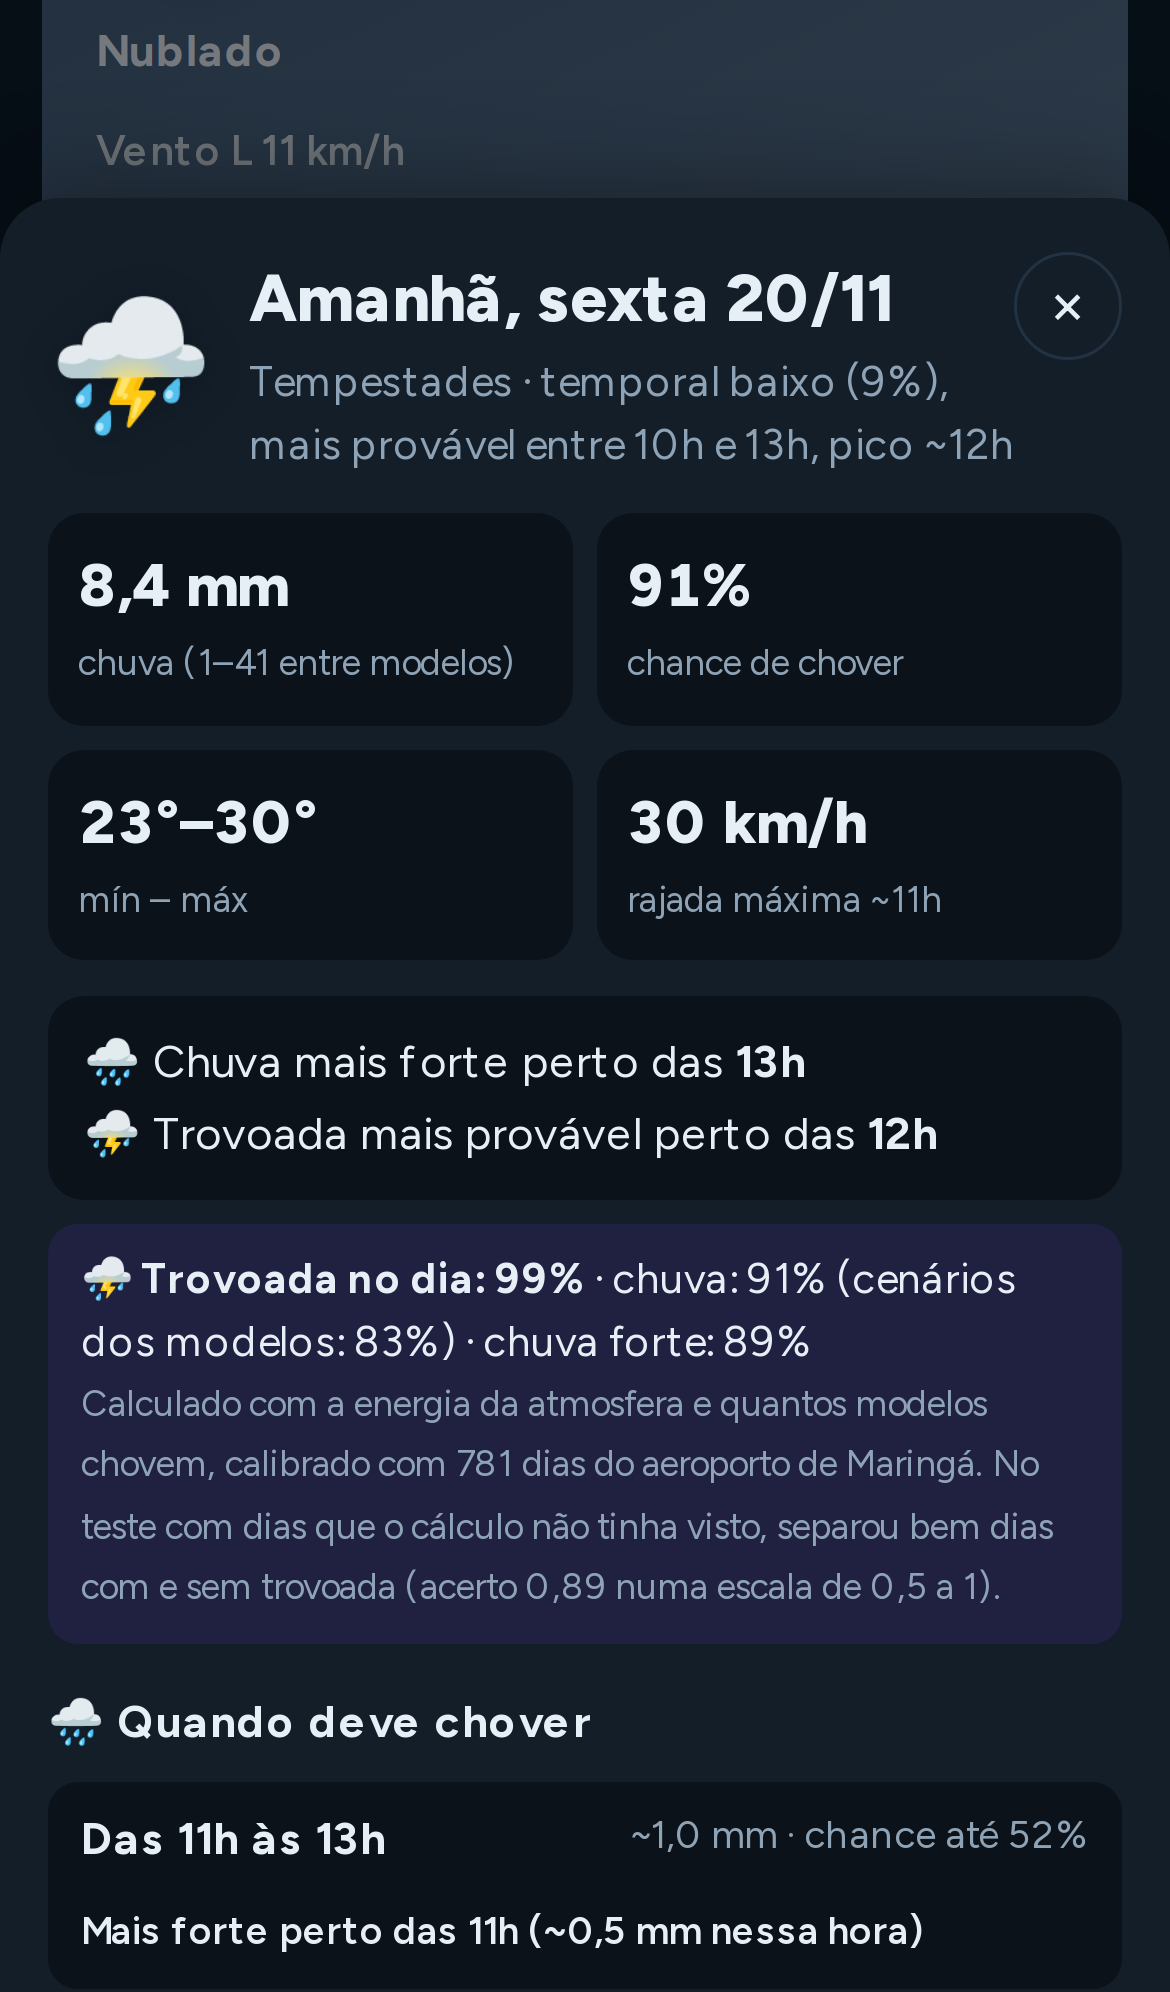 Nublado
Vento L 11 km/h
Amanhã, sexta 20/11
×
Tempestades · temporal baixo (9%),
mais provável entre 10h e 13h, pico ~12h
8,4 mm
chuva (1–41 entre modelos)
91%
chance de chover
23°–30°
mín – máx
30 km/h
rajada máxima ~11h
Chuva mais forte perto das 13h
Trovoada mais provável perto das 12h
Trovoada no dia: 99% · chuva: 91% (cenários
dos modelos: 83%) · chuva forte: 89%
Calculado com a energia da atmosfera e quantos modelos
chovem, calibrado com 781 dias do aeroporto de Maringá. No
teste com dias que o cálculo não tinha visto, separou bem dias
com e sem trovoada (acerto 0,89 numa escala de 0,5 a 1).
Quando deve chover
Das 11h às 13h
~1,0 mm · chance até 52%
Mais forte perto das 11h (~0,5 mm nessa hora)